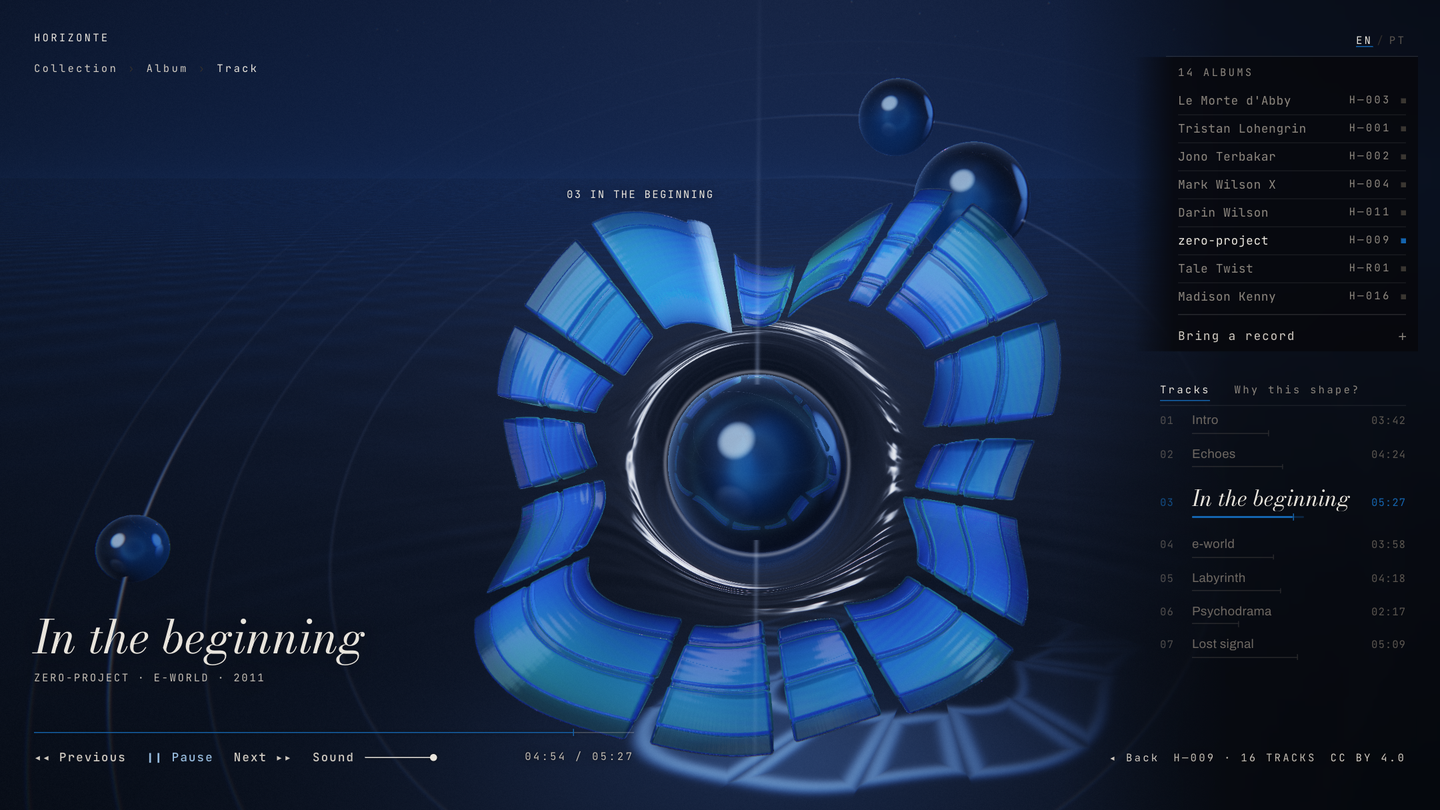 HORIZONTE
Collection › Album › Track
EN / PT
14 ALBUMS
Le Morte d'Abby H—003
Tristan Lohengrin H—001
Jono Terbakar H—002
Mark Wilson X H—004
Darin Wilson H—011
zero-project H—009
Tale Twist H—R01
Madison Kenny H—016
Bring a record +
03 IN THE BEGINNING
Tracks Why this shape?
01 Intro 03:42
02 Echoes 04:24
03 In the beginning 05:27
04 e-world 03:58
05 Labyrinth 04:18
06 Psychodrama 02:17
07 Lost signal 05:09
In the beginning
ZERO-PROJECT · E-WORLD · 2011
◂◂ Previous ❙❙ Pause Next ▸▸ Sound 04:54 / 05:27
◂ Back H—009 · 16 TRACKS CC BY 4.0